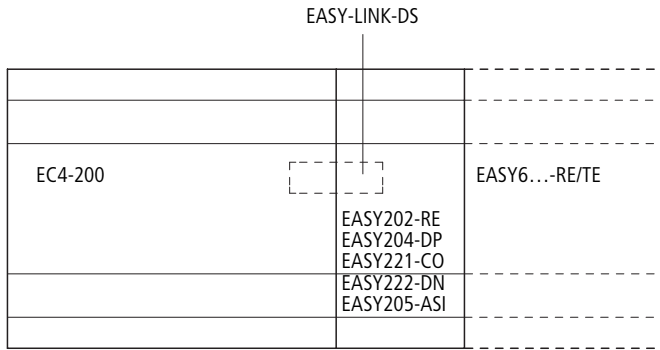 EASY-LINK-DS
EC4-200
EASY6...-RE/TE
EASY202-RE
EASY204-DP
EASY221-CO
EASY222-DN
EASY205-ASI